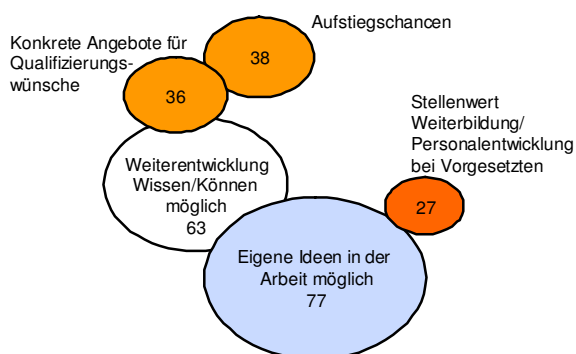 Aufstiegschancen
38
Konkrete Angebote für
Qualifizierungs-
wünsche
36
Stellenwert
Weiterbildung/
Personalentwicklung
bei Vorgesetzten
27
Weiterentwicklung
Wissen/Können
möglich
63
Eigene Ideen in der
Arbeit möglich
77